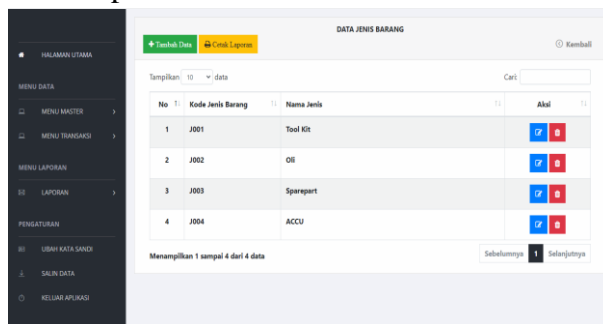 HALAMAN UTAMA
MENU DATA
MENU MASTER
MENU TRANSAKSI
MENU LAPORAN
LAPORAN
PENGATURAN
UBAH KATA SANDI
SALIN DATA
KELUAR APLIKASI
DATA JENIS BARANG
Tambah Data Cetak Laporan
Kembali
Tampilkan 10 data Cari:
No Kode Jenis Barang Nama Jenis Aksi
1 J001 Tool Kit
2 J002 Oli
3 J003 Sparepart
4 J004 ACCU
Menampilkan 1 sampai 4 dari 4 data
Sebelumnya 1 Selanjutnya